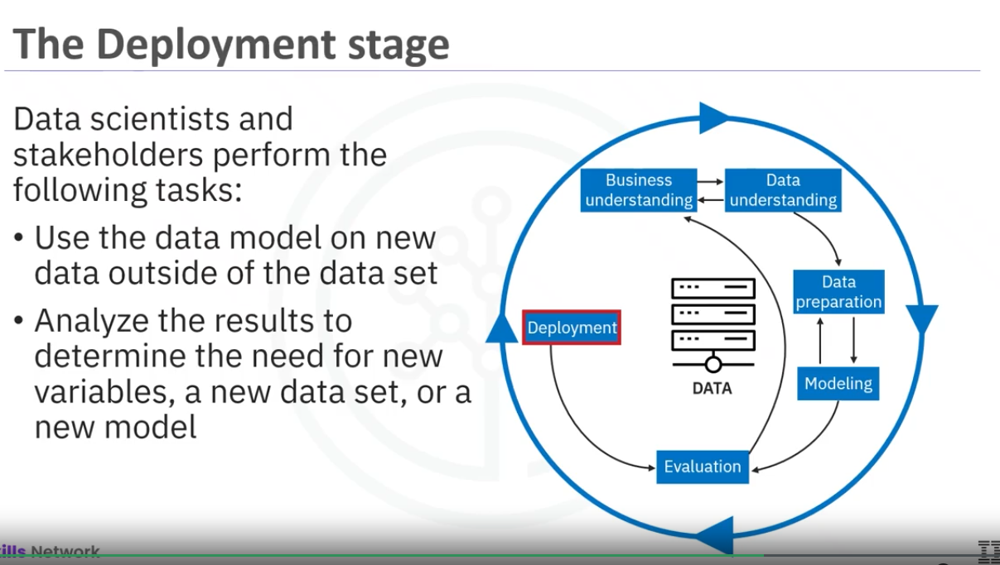 The Deployment stage
Data scientists and
stakeholders perform the
following tasks:
• Use the data model on new
data outside of the data set
• Analyze the results to
determine the need for new
variables, a new data set, or a
new model
Business
understanding
Data
understanding
Data
preparation
Deployment
DATA
Modeling
Evaluation
Network